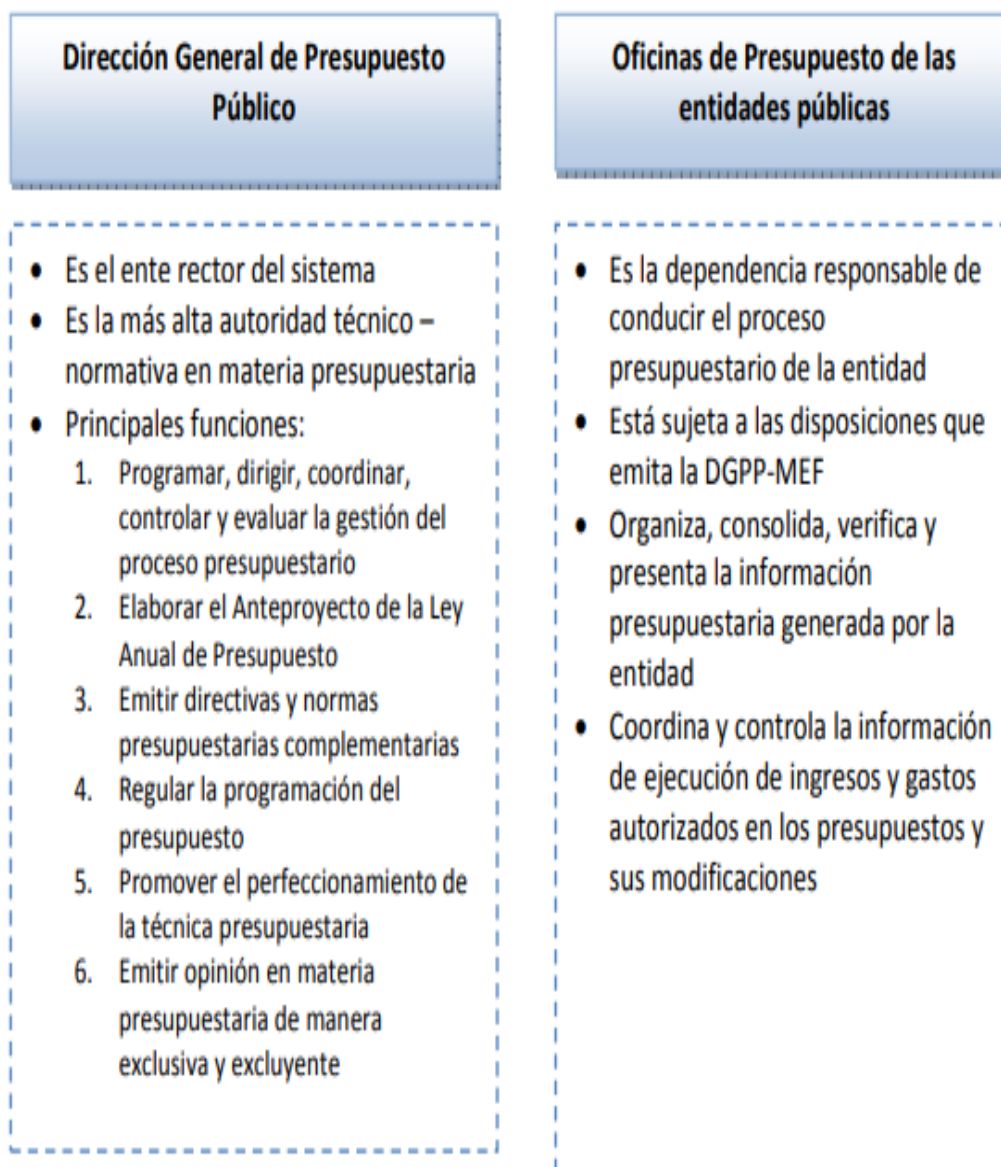 Dirección General de Presupuesto
Público
• Es el ente rector del sistema
• Es la más alta autoridad técnico –
normativa en materia presupuestaria
• Principales funciones:
1. Programar, dirigir, coordinar,
controlar y evaluar la gestión del
proceso presupuestario
2. Elaborar el Anteproyecto de la Ley
Anual de Presupuesto
3. Emitir directivas y normas
presupuestarias complementarias
4. Regular la programación del
presupuesto
5. Promover el perfeccionamiento de
la técnica presupuestaria
6. Emitir opinión en materia
presupuestaria de manera
exclusiva y excluyente
Oficinas de Presupuesto de las
entidades públicas
• Es la dependencia responsable de
conducir el proceso
presupuestario de la entidad
• Está sujeta a las disposiciones que
emita la DGPP-MEF
• Organiza, consolida, verifica y
presenta la información
presupuestaria generada por la
entidad
• Coordina y controla la información
de ejecución de ingresos y gastos
autorizados en los presupuestos y
sus modificaciones